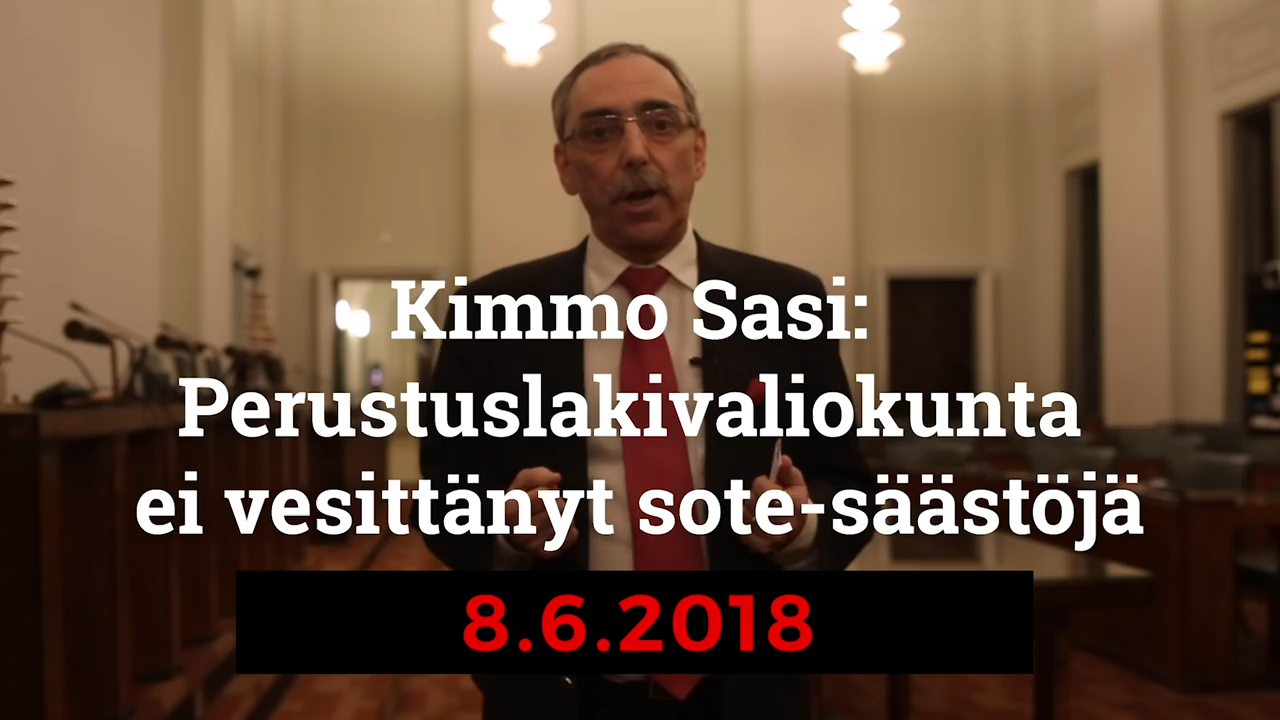 Kimmo Sasi:
Perustuslakivaliokunta
ei vesittänyt sote-säästöjä
8.6.2018